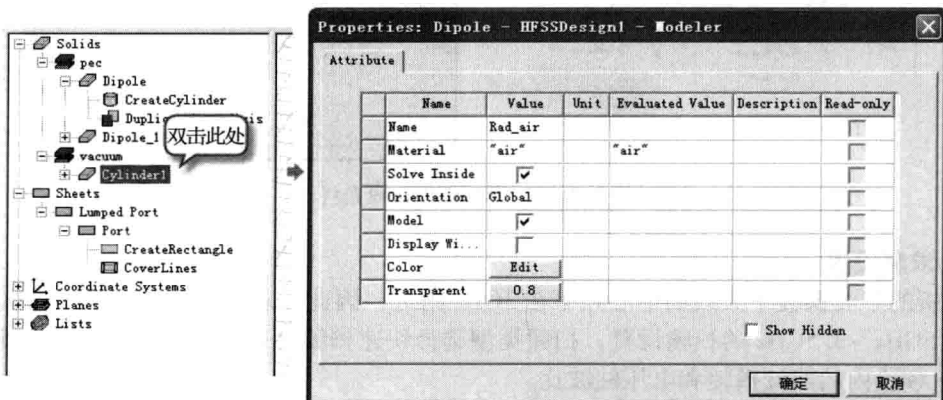 Solids
pec
Dipole
CreateCylinder
Dipole_1
双击此处
vacuum
Cylinder1
Sheets
Lumped Port
Port
CreateRectangle
CoverLines
Coordinate Systems
Planes
Lists
Properties: Dipole - HFSSDesign1 - Modeler
Attribute
Name Value Unit Evaluated Value Description Read-only
Name Rad_air
Material "air" "air"
Solve Inside
Orientation Global
Model
Display Wi...
Color Edit
Transparent 0.8
Show Hidden
确定 取消